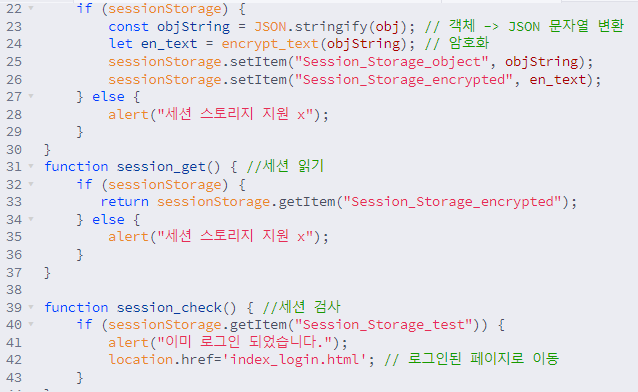 22 if (sessionStorage) {
23 const objString = JSON.stringify(obj); // 객체 -> JSON 문자열 변환
24 let en_text = encrypt_text(objString); // 암호화
25 sessionStorage.setItem("Session_Storage_object", objString);
26 sessionStorage.setItem("Session_Storage_encrypted", en_text);
27 } else {
28 alert("세션 스토리지 지원 x");
29 }
30 }
31 function session_get() { //세션 읽기
32 if (sessionStorage) {
33 return sessionStorage.getItem("Session_Storage_encrypted");
34 } else {
35 alert("세션 스토리지 지원 x");
36 }
37 }
38
39 function session_check() { //세션 검사
40 if (sessionStorage.getItem("Session_Storage_test")) {
41 alert("이미 로그인 되었습니다.");
42 location.href='index_login.html'; // 로그인된 페이지로 이동
43 }